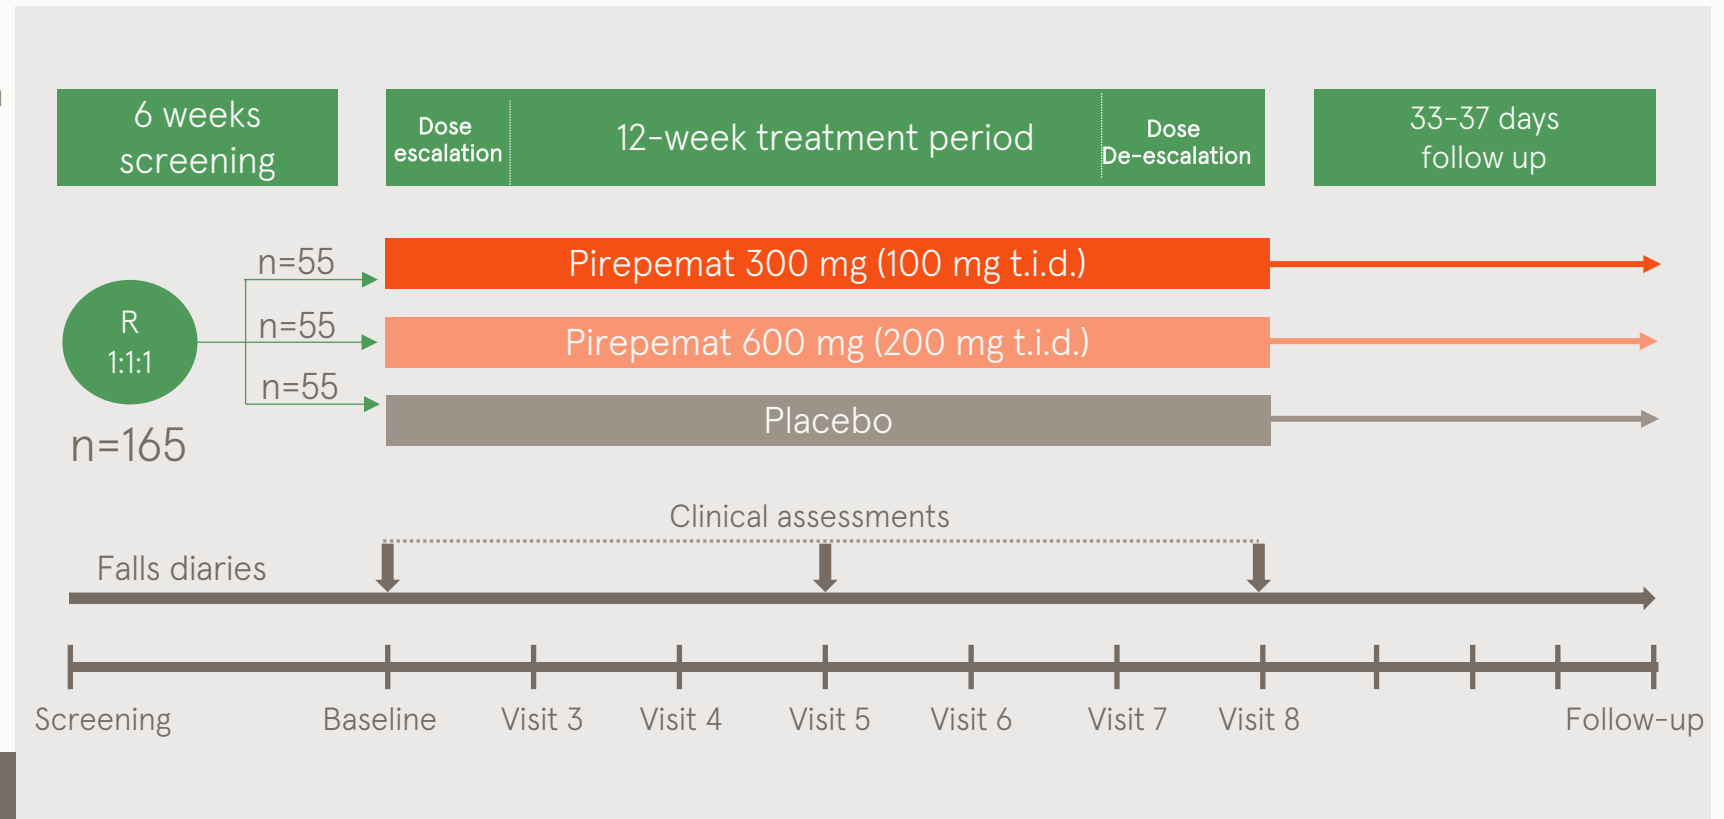 6 weeks
screening
Dose
escalation
12-week treatment period
Dose
De-escalation
33-37 days
follow up
n=55
Pirepemat 300 mg (100 mg t.i.d.)
R
1:1:1
n=55
Pirepemat 600 mg (200 mg t.i.d.)
n=55
Placebo
n=165
Clinical assessments
Falls diaries
Screening
Baseline
Visit 3
Visit 4
Visit 5
Visit 6
Visit 7
Visit 8
Follow-up